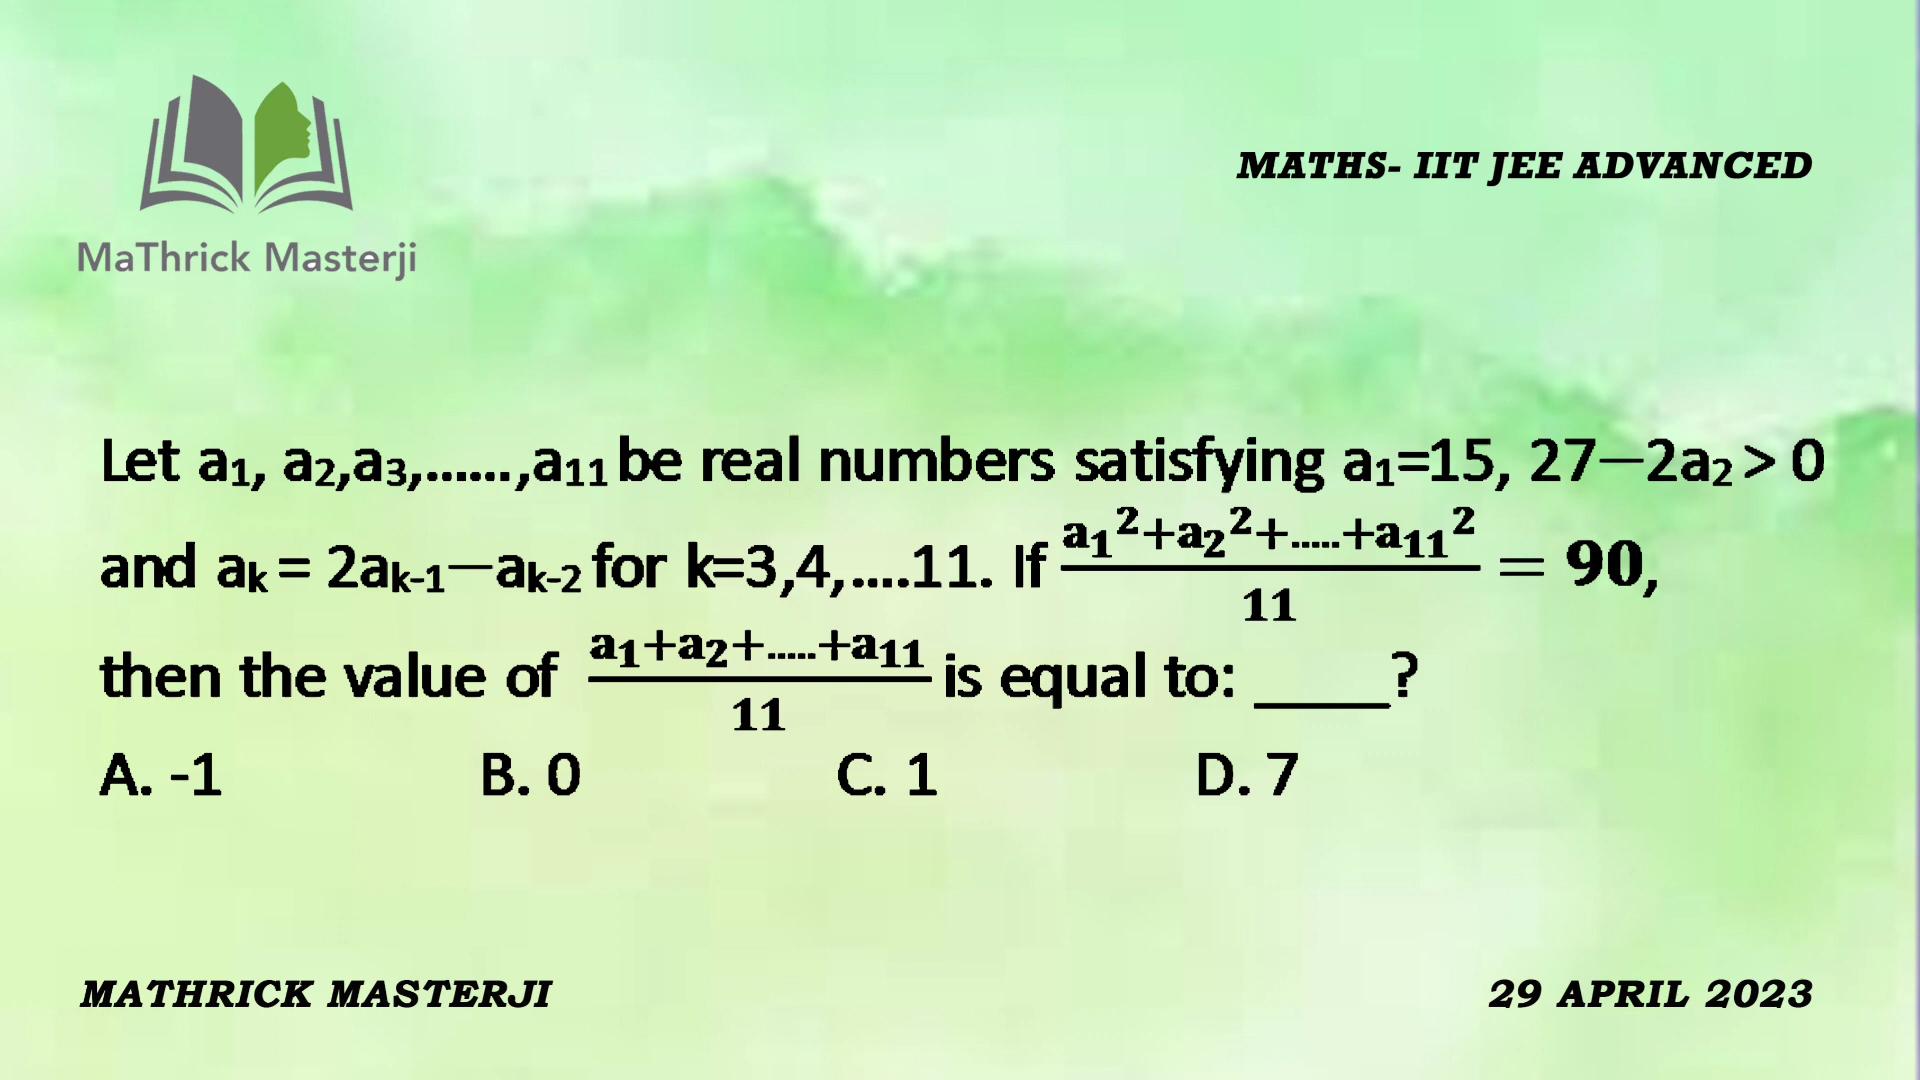 MATHS- IIT JEE ADVANCED
MaThrick Masterji
Let a₁, a₂,a₃,......,a₁₁ be real numbers satisfying a₁=15, 27−2a₂ > 0
and aₖ = 2aₖ₋₁−aₖ₋₂ for k=3,4,....11. If (a₁²+a₂²+.....+a₁₁²)/11 = 90,
then the value of (a₁+a₂+.....+a₁₁)/11 is equal to: ____?
A. -1 B. 0 C. 1 D. 7
MATHRICK MASTERJI 29 APRIL 2023